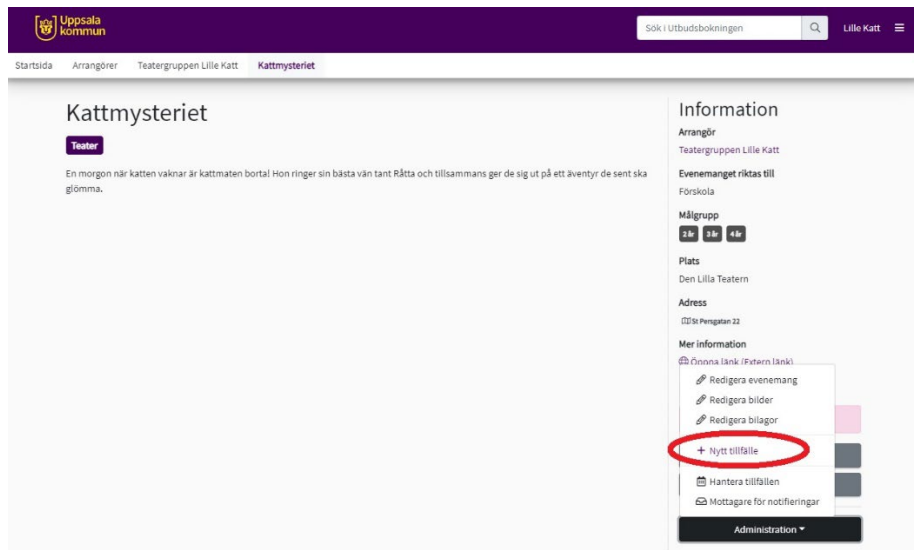 Uppsala
kommun
Sök i Utbudsbokningen
Lille Katt
Startsida Arrangörer Teatergruppen Lille Katt Kattmysteriet
Kattmysteriet
Teater
En morgon när katten vaknar är kattmaten borta! Hon ringer sin bästa vän tant Råtta och tillsammans ger de sig ut på ett äventyr de sent ska
glömma.
Information
Arrangör
Teatergruppen Lille Katt
Evenemanget riktas till
Förskola
Målgrupp
2 år 3 år 4 år
Plats
Den Lilla Teatern
Adress
St Persgatan 22
Mer information
Öppna länk (Extern länk)
Redigera evenemang
Redigera bilder
Redigera bilagor
+ Nytt tillfälle
Hantera tillfällen
Mottagare för notifieringar
Administration